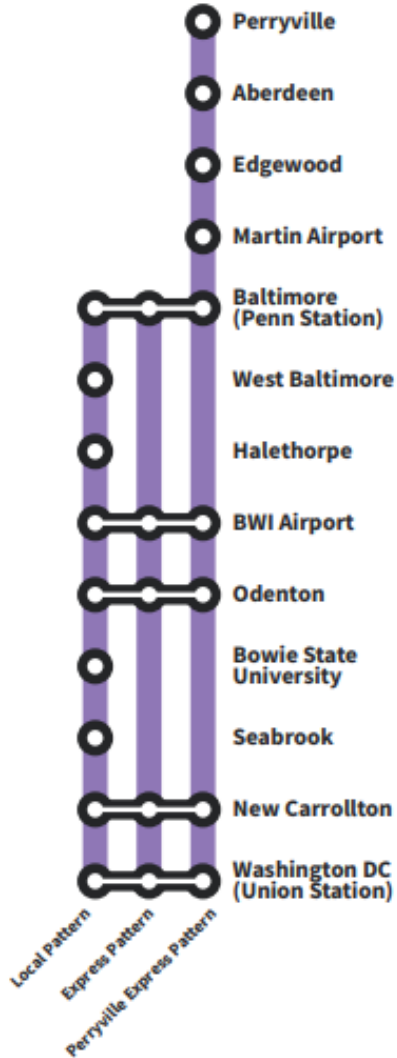 Perryville
Aberdeen
Edgewood
Martin Airport
Baltimore
(Penn Station)
West Baltimore
Halethorpe
BWI Airport
Odenton
Bowie State
University
Seabrook
New Carrollton
Washington DC
(Union Station)
Local Pattern
Express Pattern
Perryville Express Pattern